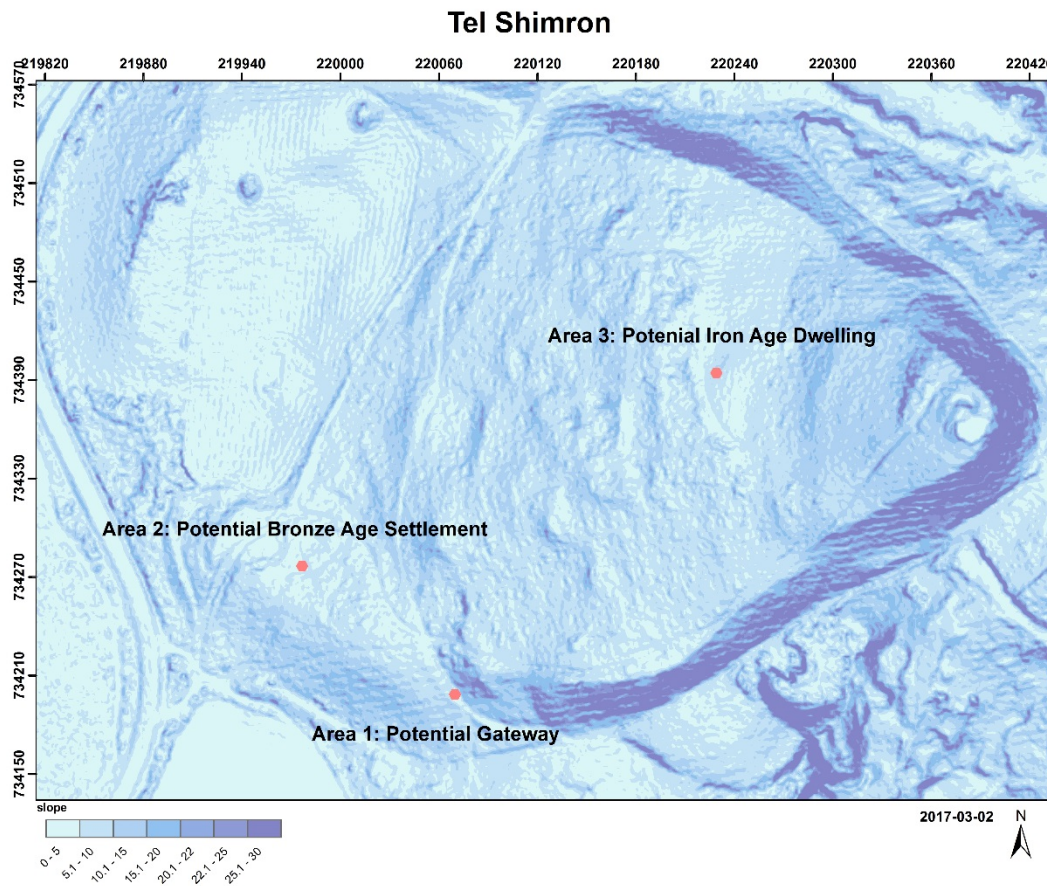 Tel Shimron
219820 219880 219940 220000 220060 220120 220180 220240 220300 220360 220420
734570
734510
734450
734390
734330
734270
734210
734150
Area 3: Potenial Iron Age Dwelling
Area 2: Potential Bronze Age Settlement
Area 1: Potential Gateway
slope
0 - 5
5.1 - 10
10.1 - 15
15.1 - 20
20.1 - 22
22.1 - 25
25.1 - 30
2017-03-02
N